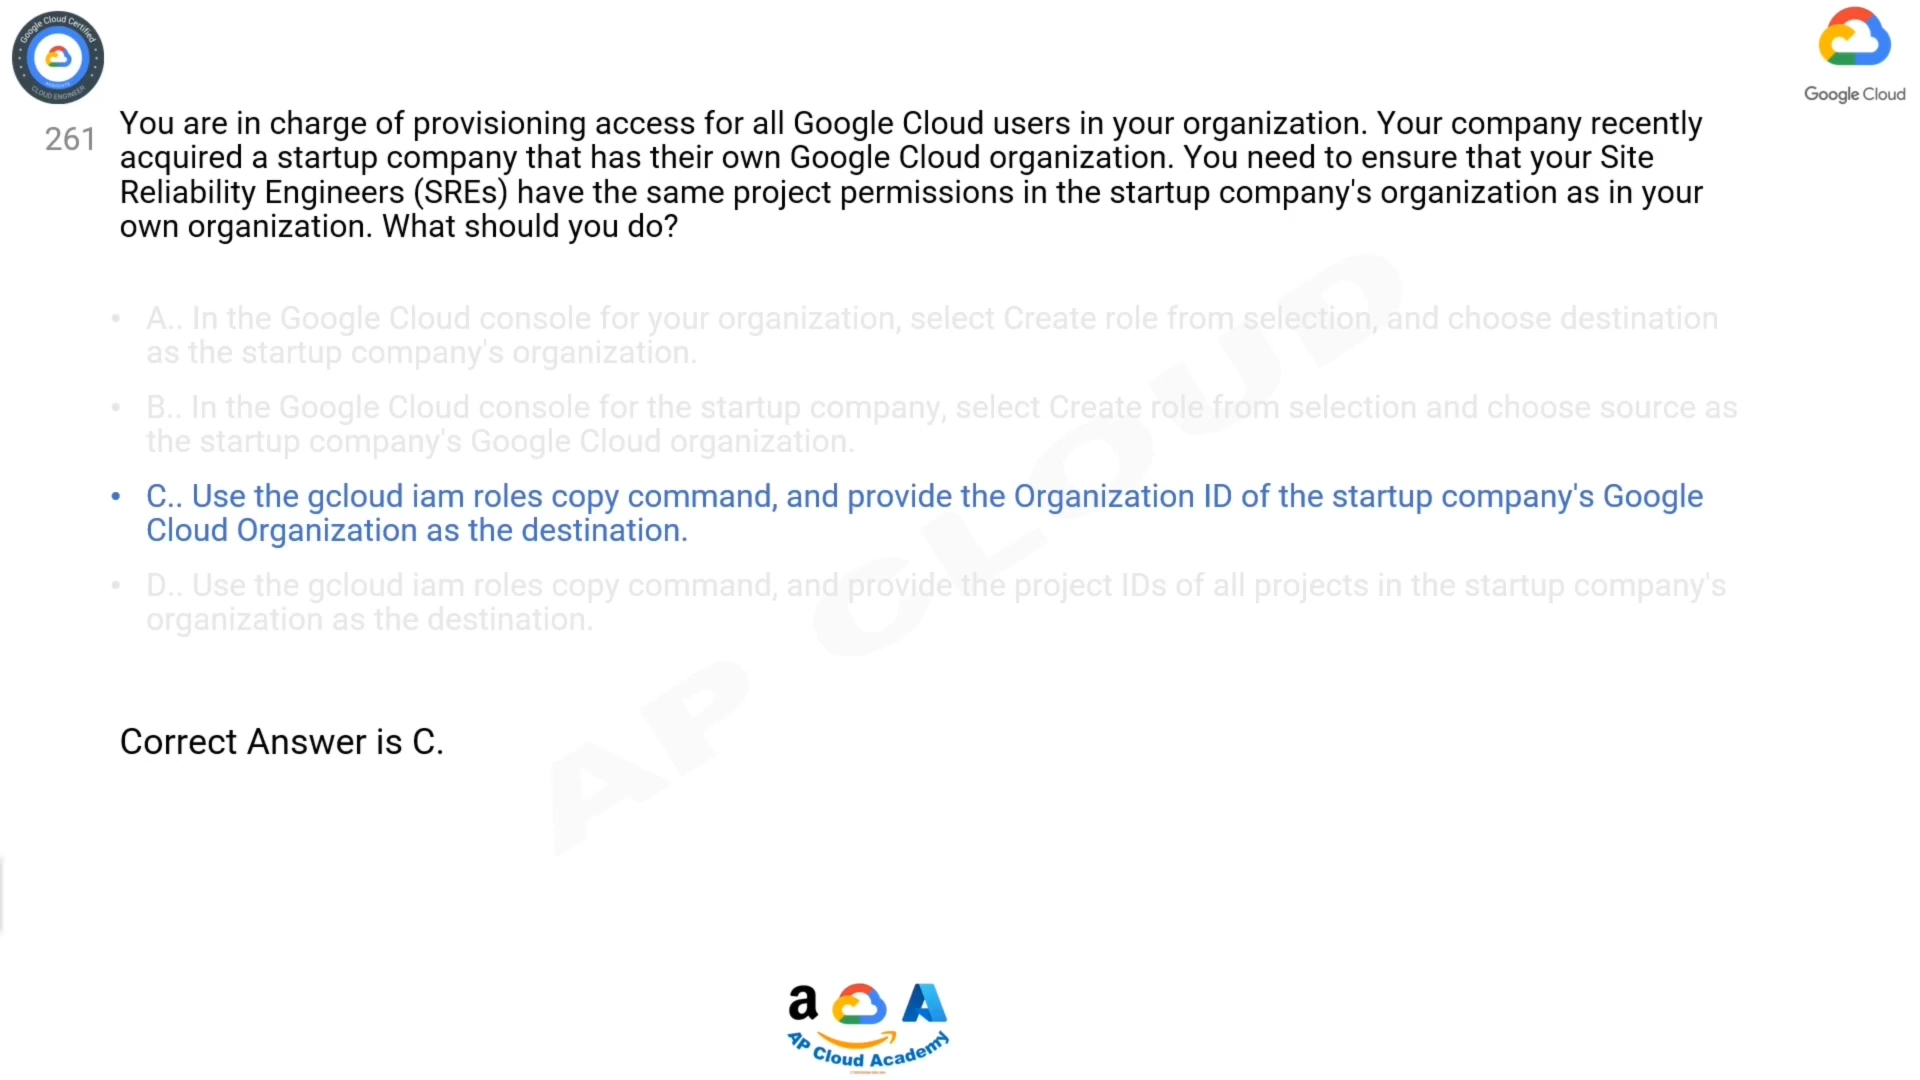 Google Cloud Certified
ASSOCIATE
CLOUD ENGINEER
Google Cloud
261
You are in charge of provisioning access for all Google Cloud users in your organization. Your company recently
acquired a startup company that has their own Google Cloud organization. You need to ensure that your Site
Reliability Engineers (SREs) have the same project permissions in the startup company's organization as in your
own organization. What should you do?
• A.. In the Google Cloud console for your organization, select Create role from selection, and choose destination
as the startup company's organization.
• B.. In the Google Cloud console for the startup company, select Create role from selection and choose source as
the startup company's Google Cloud organization.
• C.. Use the gcloud iam roles copy command, and provide the Organization ID of the startup company's Google
Cloud Organization as the destination.
• D.. Use the gcloud iam roles copy command, and provide the project IDs of all projects in the startup company's
organization as the destination.
AP CLOUD
Correct Answer is C.
a
AP Cloud Academy